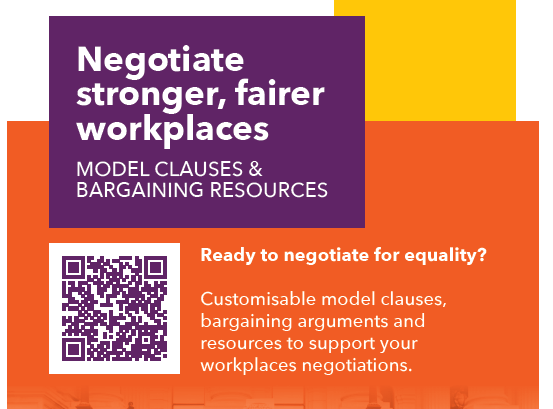 Negotiate
stronger, fairer
workplaces
MODEL CLAUSES &
BARGAINING RESOURCES
Ready to negotiate for equality?
Customisable model clauses,
bargaining arguments and
resources to support your
workplaces negotiations.